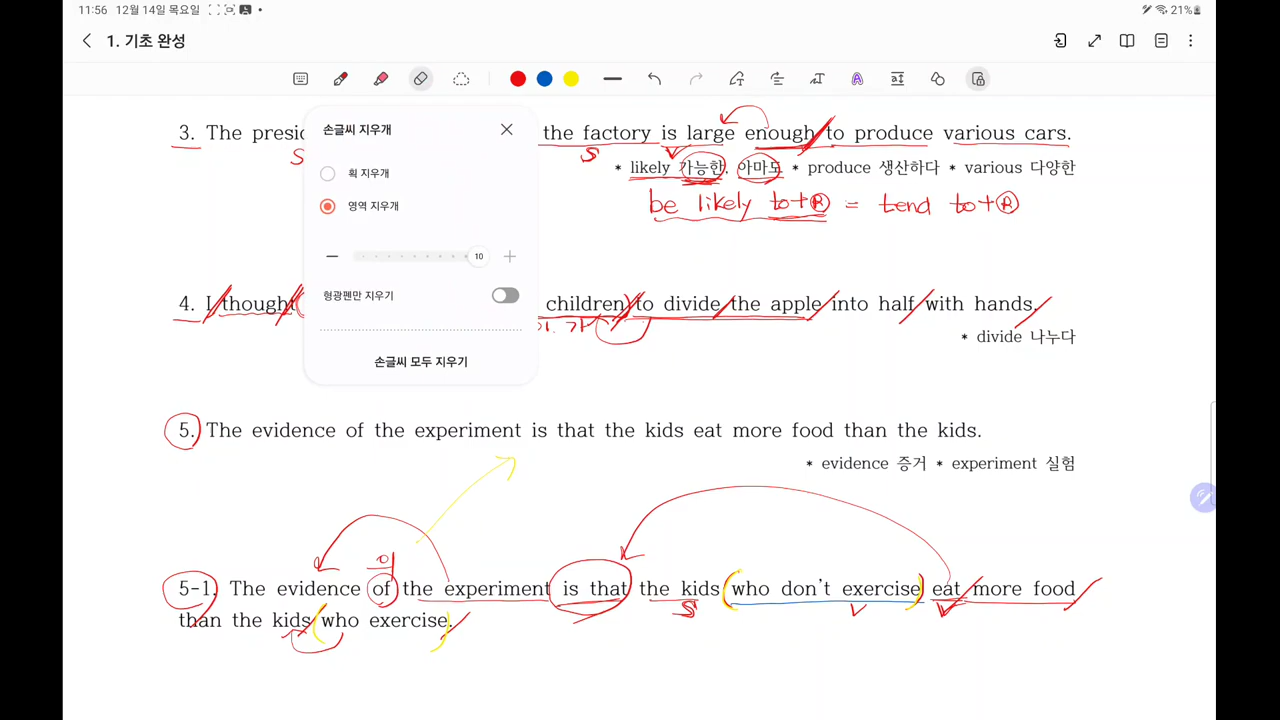 11:56 12월 14일 목요일
21%
1. 기초 완성
3. The presi the factory is large enough to produce various cars.
S S
* likely 가능한, 아마도 * produce 생산하다 * various 다양한
be likely to+Ⓡ = tend to+Ⓡ
손글씨 지우개
획 지우개
영역 지우개
10
형광펜만 지우기
손글씨 모두 지우기
4. I thought children to divide the apple into half with hands.
* divide 나누다
5. The evidence of the experiment is that the kids eat more food than the kids.
* evidence 증거 * experiment 실험
의
5-1. The evidence of the experiment is that the kids (who don't exercise) eat more food
S V
than the kids (who exercise).